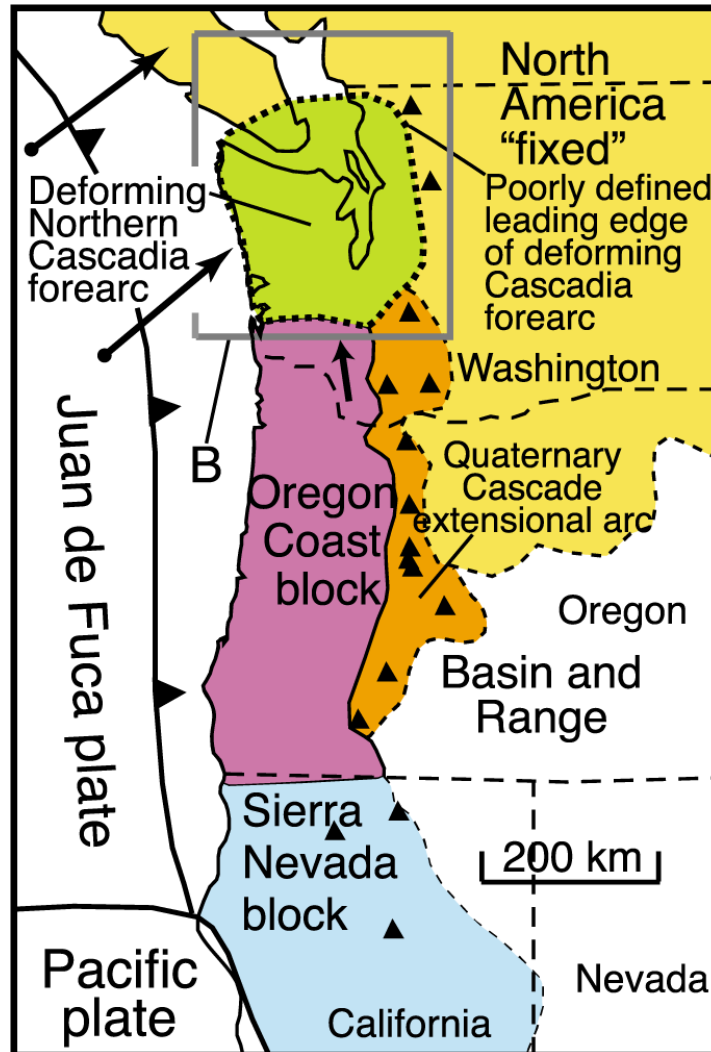 North
America
“fixed”
Poorly defined
leading edge
of deforming
Cascadia
forearc
Deforming
Northern
Cascadia
forearc
Washington
B
Juan de Fuca plate
Quaternary
Cascade
extensional arc
Oregon
Coast
block
Oregon
Basin and
Range
Sierra
Nevada
block
200 km
Pacific
plate
Nevada
California